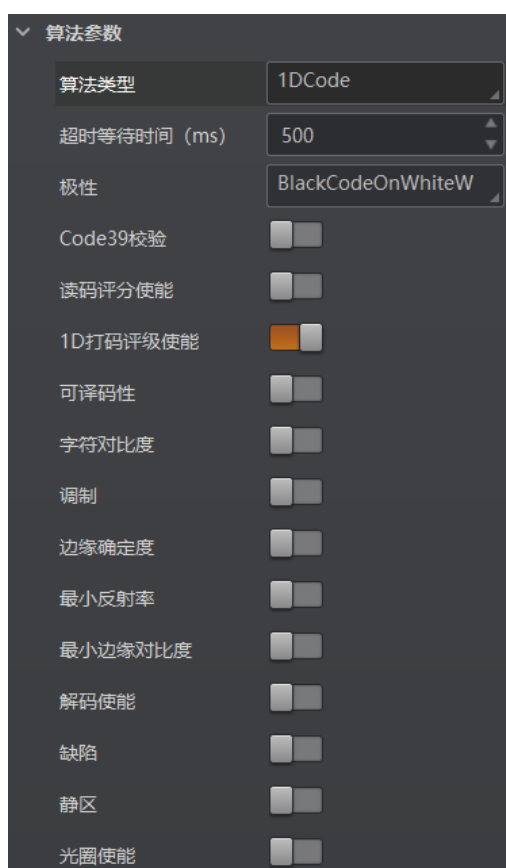 算法参数
算法类型 1DCode
超时等待时间（ms） 500
极性 BlackCodeOnWhiteW
Code39校验
读码评分使能
1D打码评级使能
可译码性
字符对比度
调制
边缘确定度
最小反射率
最小边缘对比度
解码使能
缺陷
静区
光圈使能